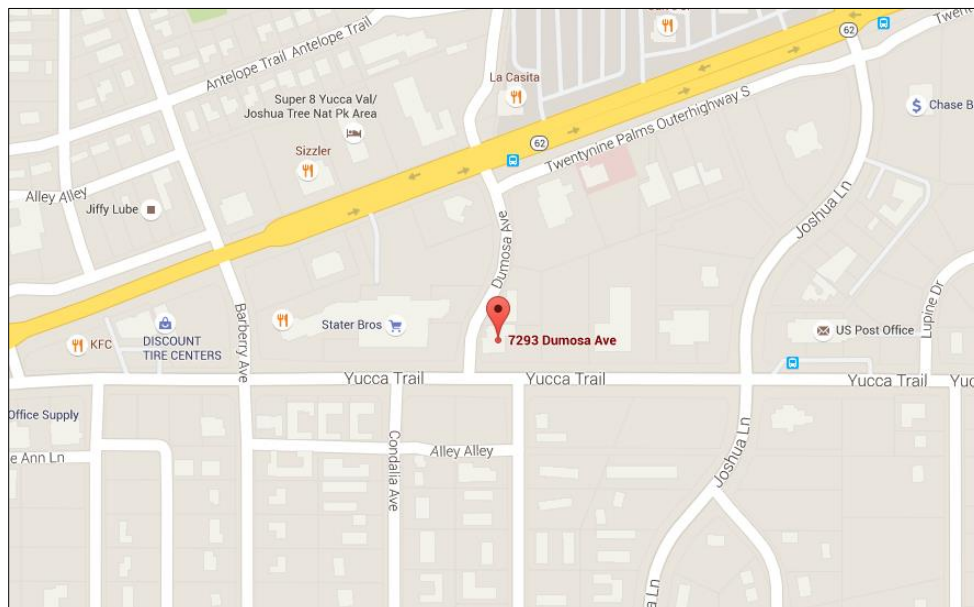 62
Twent
Antelope Trail
Antelope Trail
La Casita
Super 8 Yucca Val/
Joshua Tree Nat Pk Area
$ Chase B
62
Twentynine Palms Outerhighway S
Sizzler
Alley Alley
Jiffy Lube
Joshua Ln
Dumosa Ave
Barberry Ave
Lupine Dr
Stater Bros
7293 Dumosa Ave
US Post Office
KFC
DISCOUNT
TIRE CENTERS
Yucca Trail
Yucca Trail
Yucca Trail
Yuc
Office Supply
Condalia Ave
Alley Alley
e Ann Ln
Joshua Ln
Ln